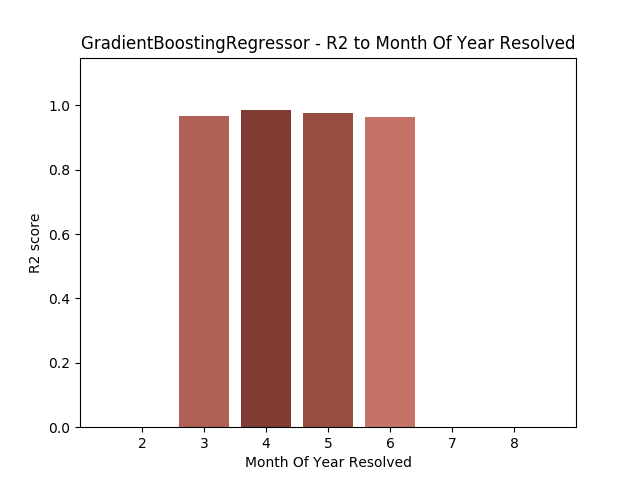 GradientBoostingRegressor - R2 to Month Of Year Resolved
1.0
0.8
0.6
0.4
0.2
0.0
R2 score
2 3 4 5 6 7 8
Month Of Year Resolved